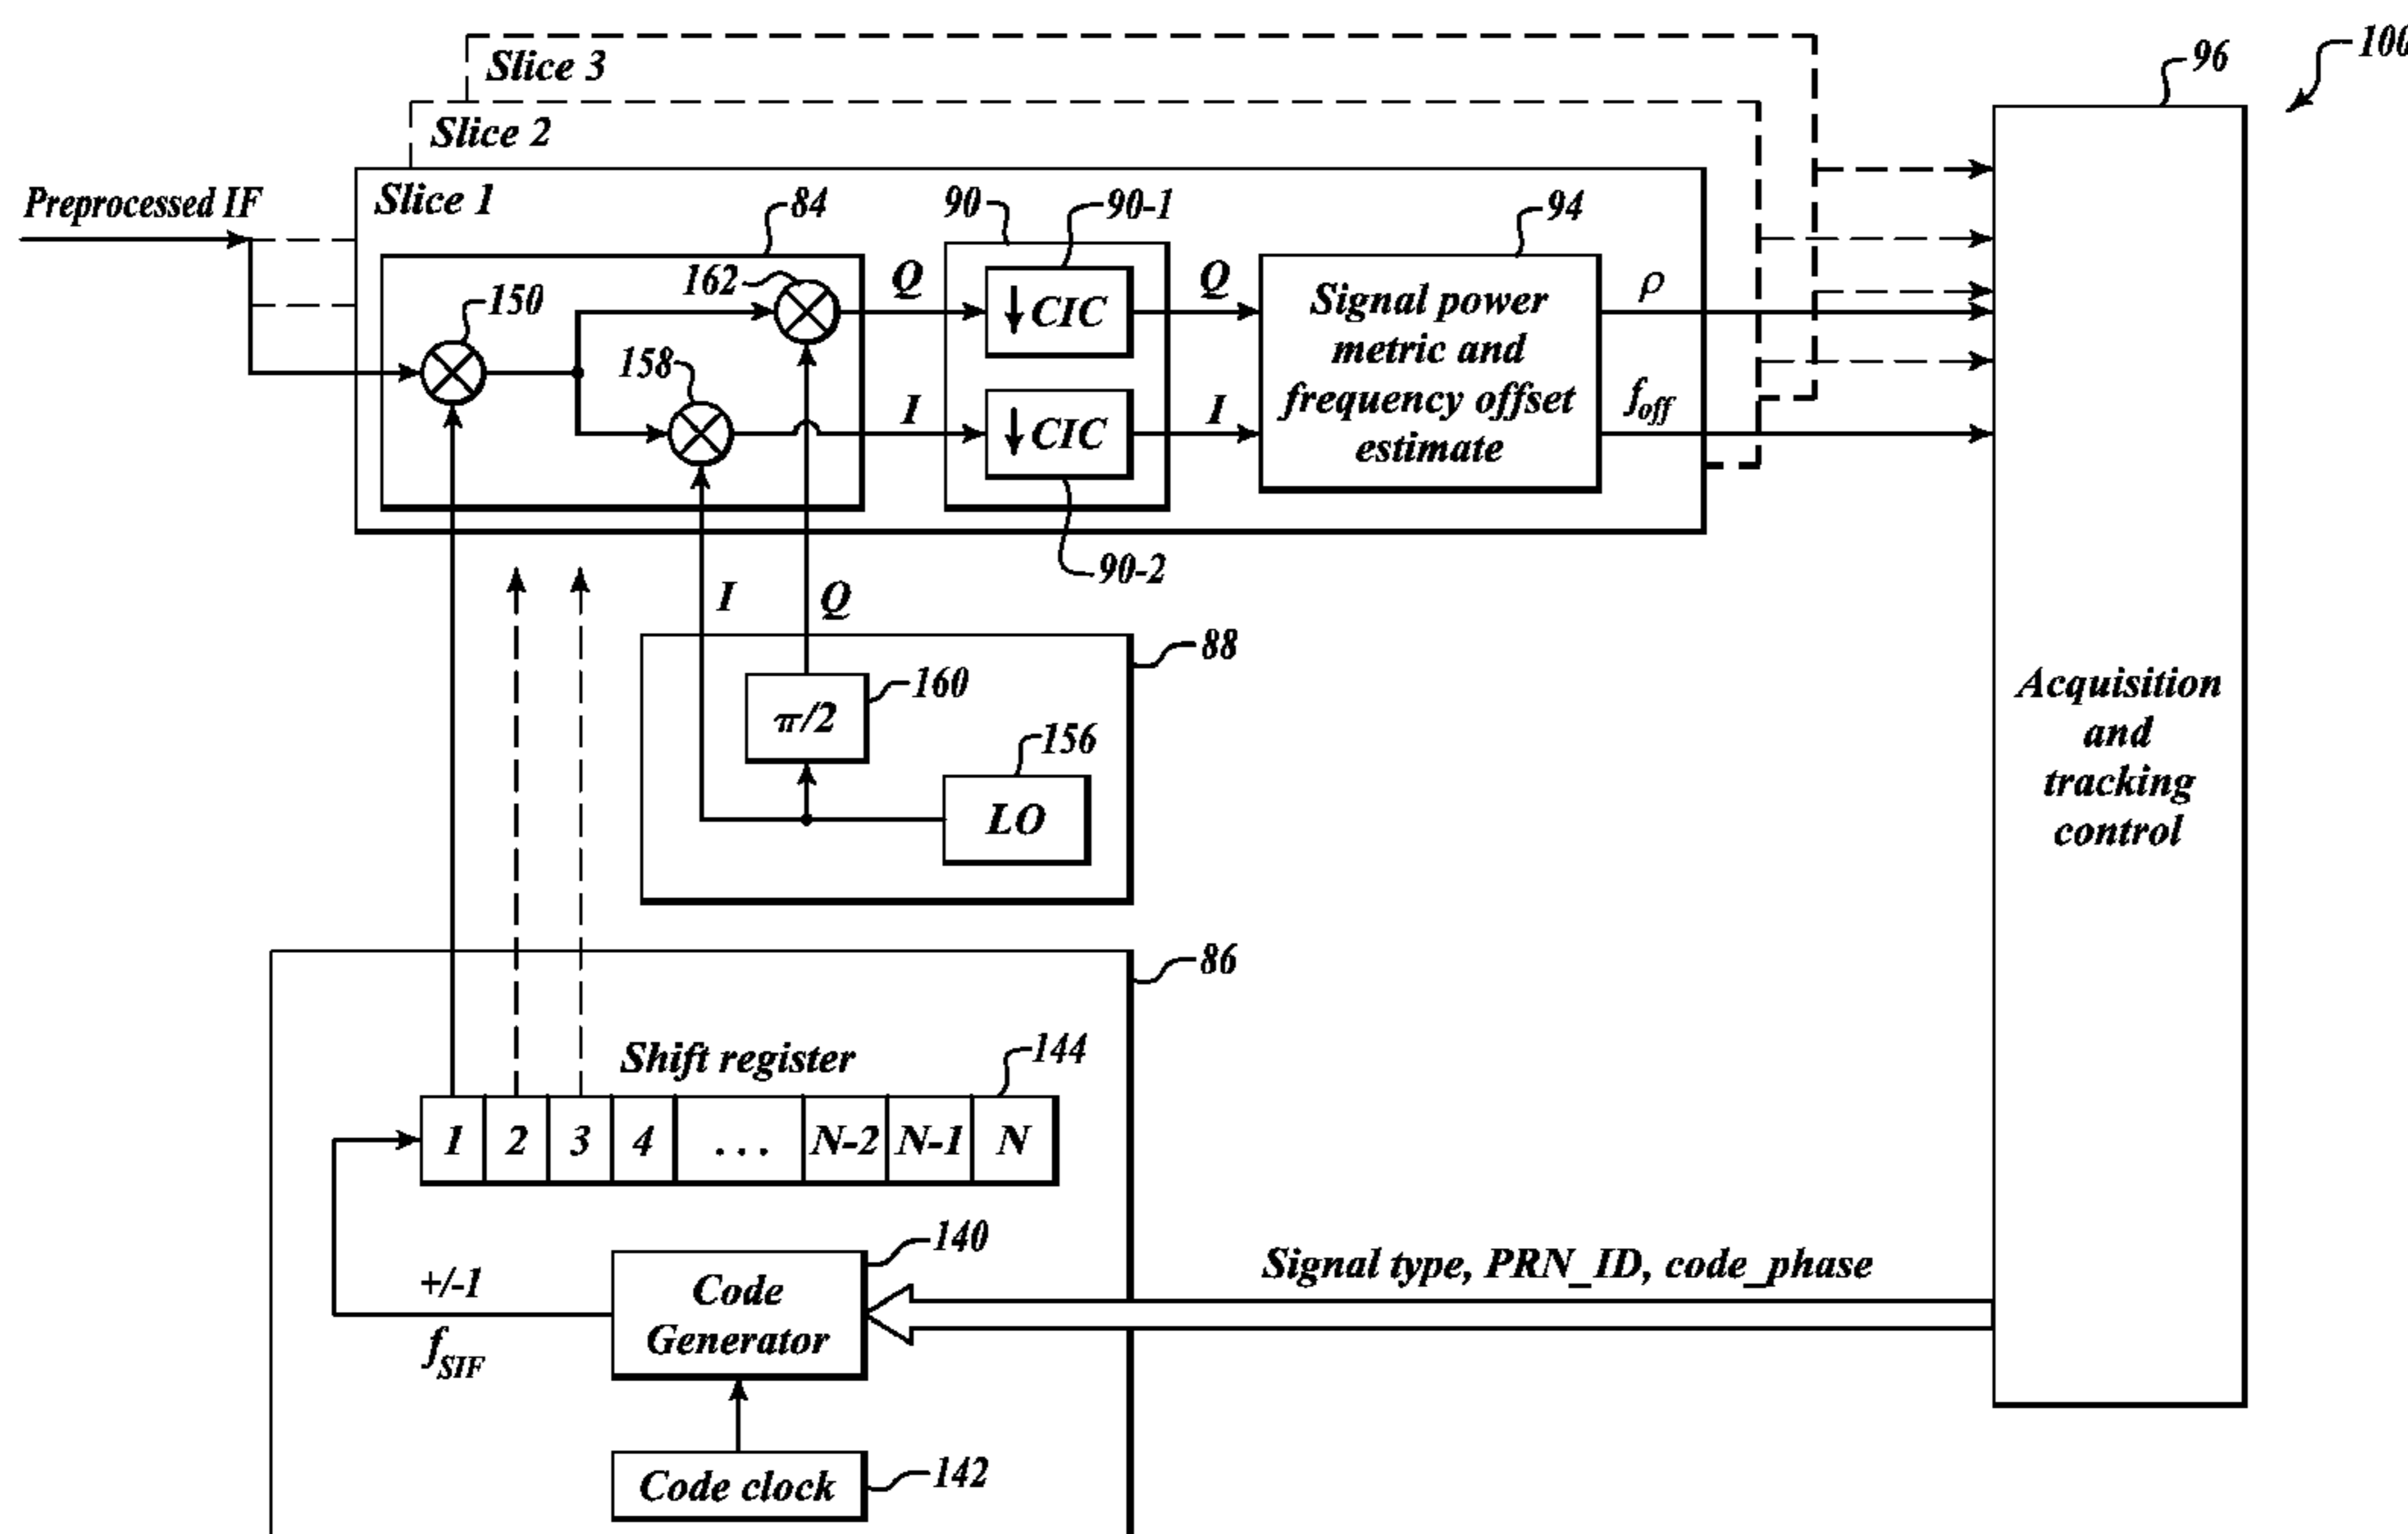 Slice 3
100
96
Slice 2
Preprocessed IF
Slice 1
84
90
90-1
94
162
Q
Q
ρ
150
CIC
Signal power
metric and
frequency offset
estimate
158
I
I
f_off
CIC
90-2
I
Q
88
160
π/2
156
LO
Acquisition
and
tracking
control
86
Shift register
144
1 2 3 4 . . . N-2 N-1 N
140
Signal type, PRN_ID, code_phase
+/-1
Code
Generator
f_SIF
Code clock
142